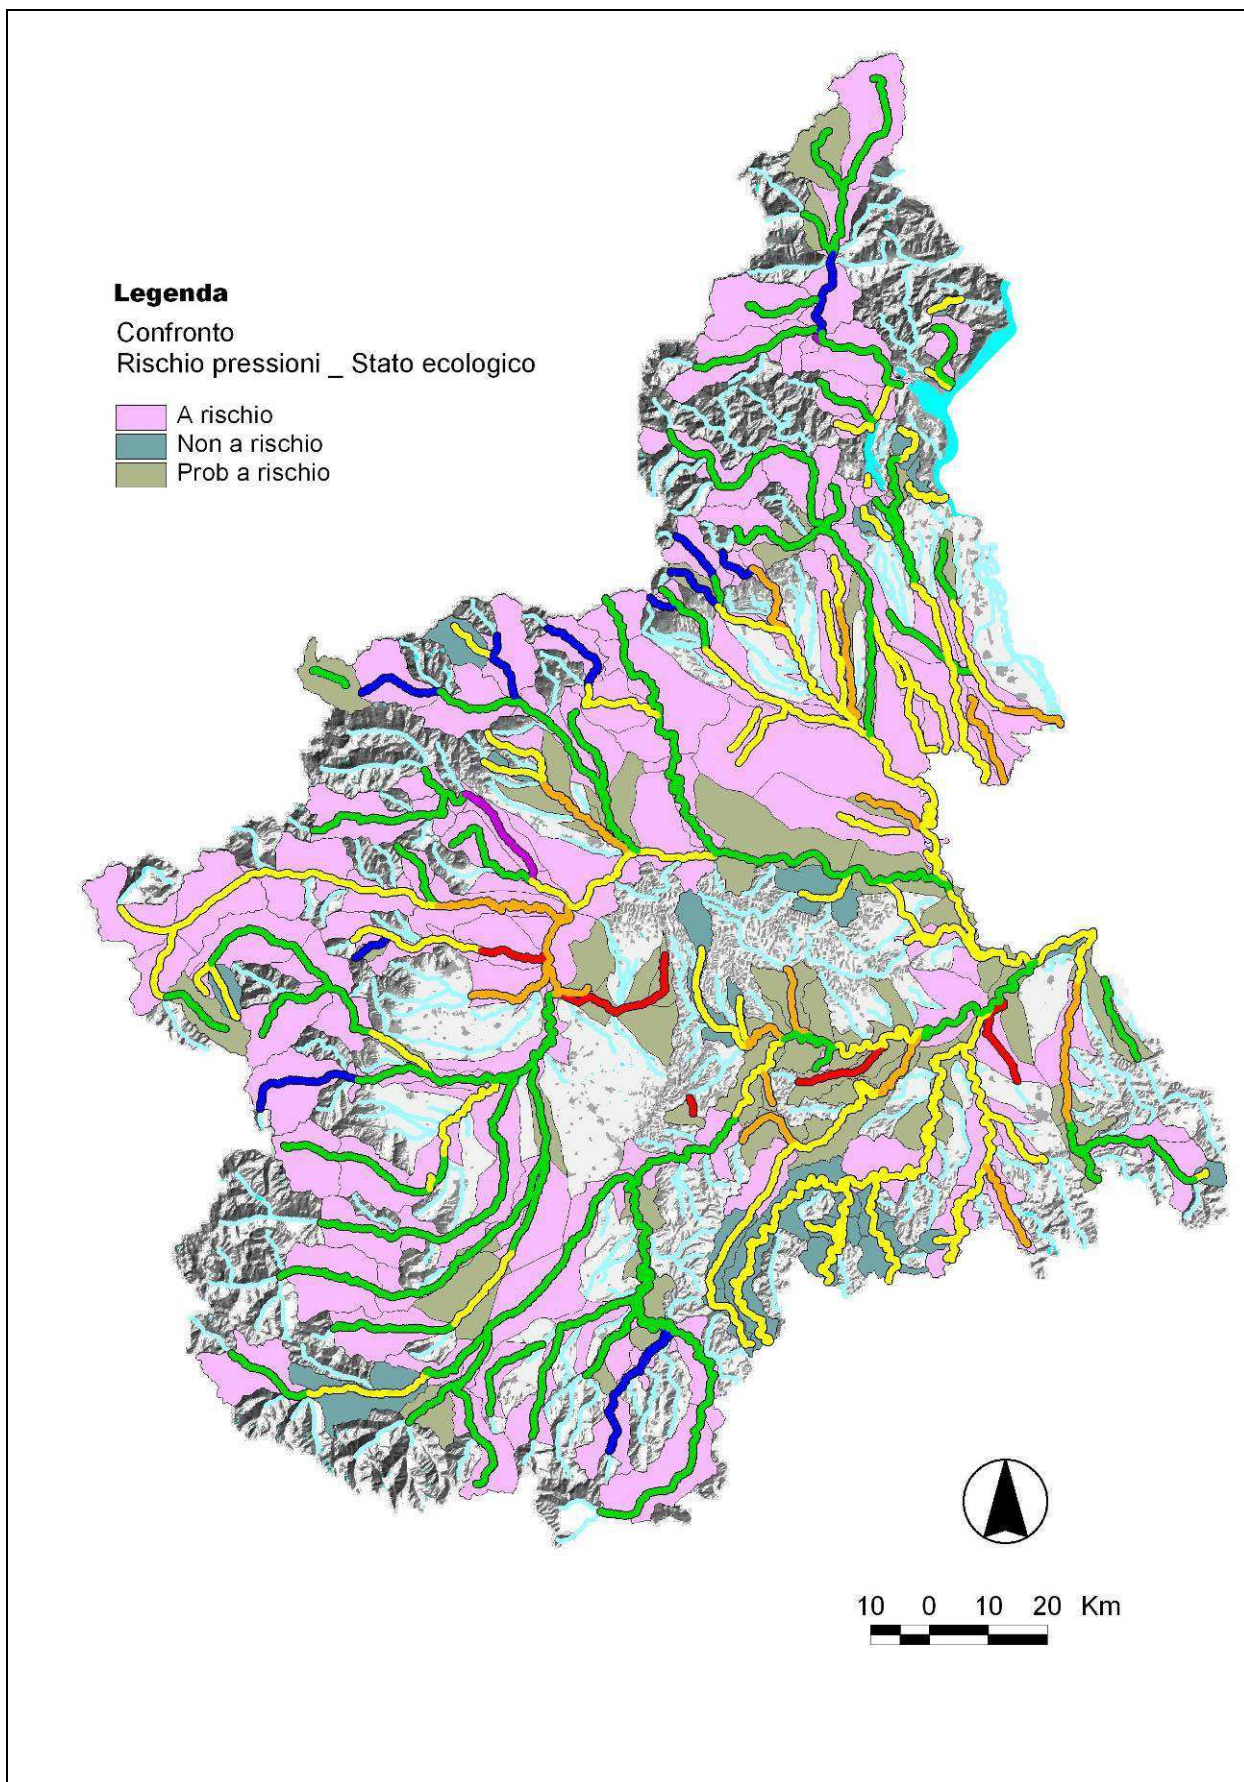 Legenda
Confronto
Rischio pressioni _ Stato ecologico
A rischio
Non a rischio
Prob a rischio
10 0 10 20 Km